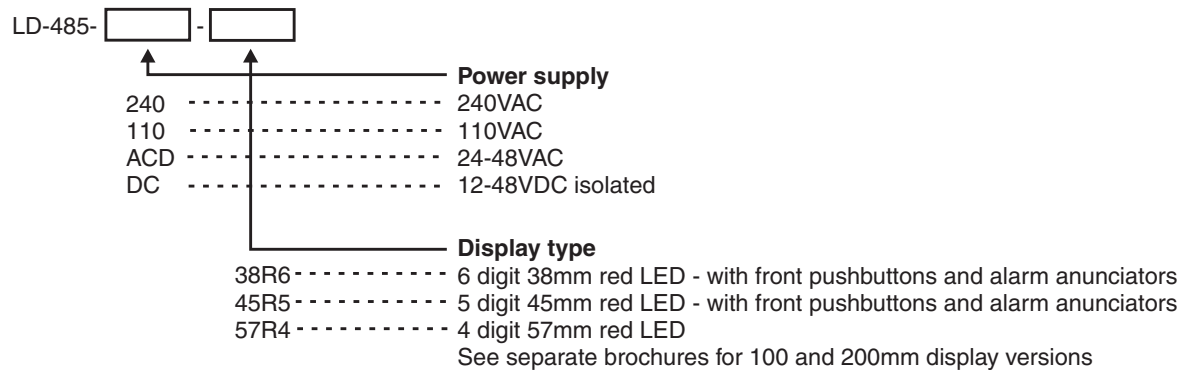 LD-485- -
Power supply
240 240VAC
110 110VAC
ACD 24-48VAC
DC 12-48VDC isolated
Display type
38R6 6 digit 38mm red LED - with front pushbuttons and alarm anunciators
45R5 5 digit 45mm red LED - with front pushbuttons and alarm anunciators
57R4 4 digit 57mm red LED
See separate brochures for 100 and 200mm display versions